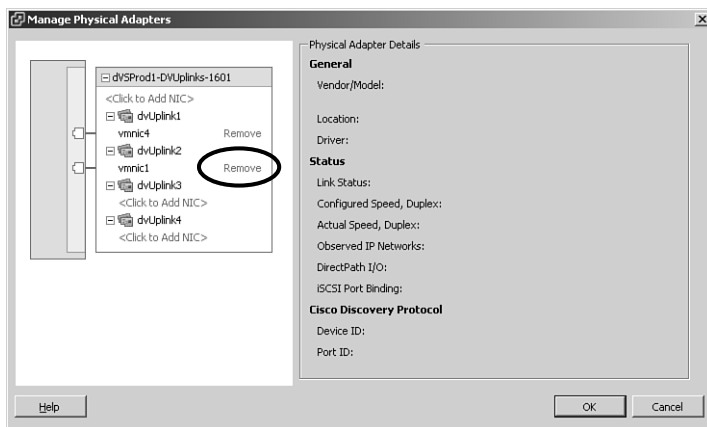 Manage Physical Adapters
dVSProd1-DVUplinks-1601
<Click to Add NIC>
dvUplink1
vmnic4 Remove
dvUplink2
vmnic1 Remove
dvUplink3
<Click to Add NIC>
dvUplink4
<Click to Add NIC>
Physical Adapter Details
General
Vendor/Model:
Location:
Driver:
Status
Link Status:
Configured Speed, Duplex:
Actual Speed, Duplex:
Observed IP Networks:
DirectPath I/O:
iSCSI Port Binding:
Cisco Discovery Protocol
Device ID:
Port ID:
Help
OK Cancel